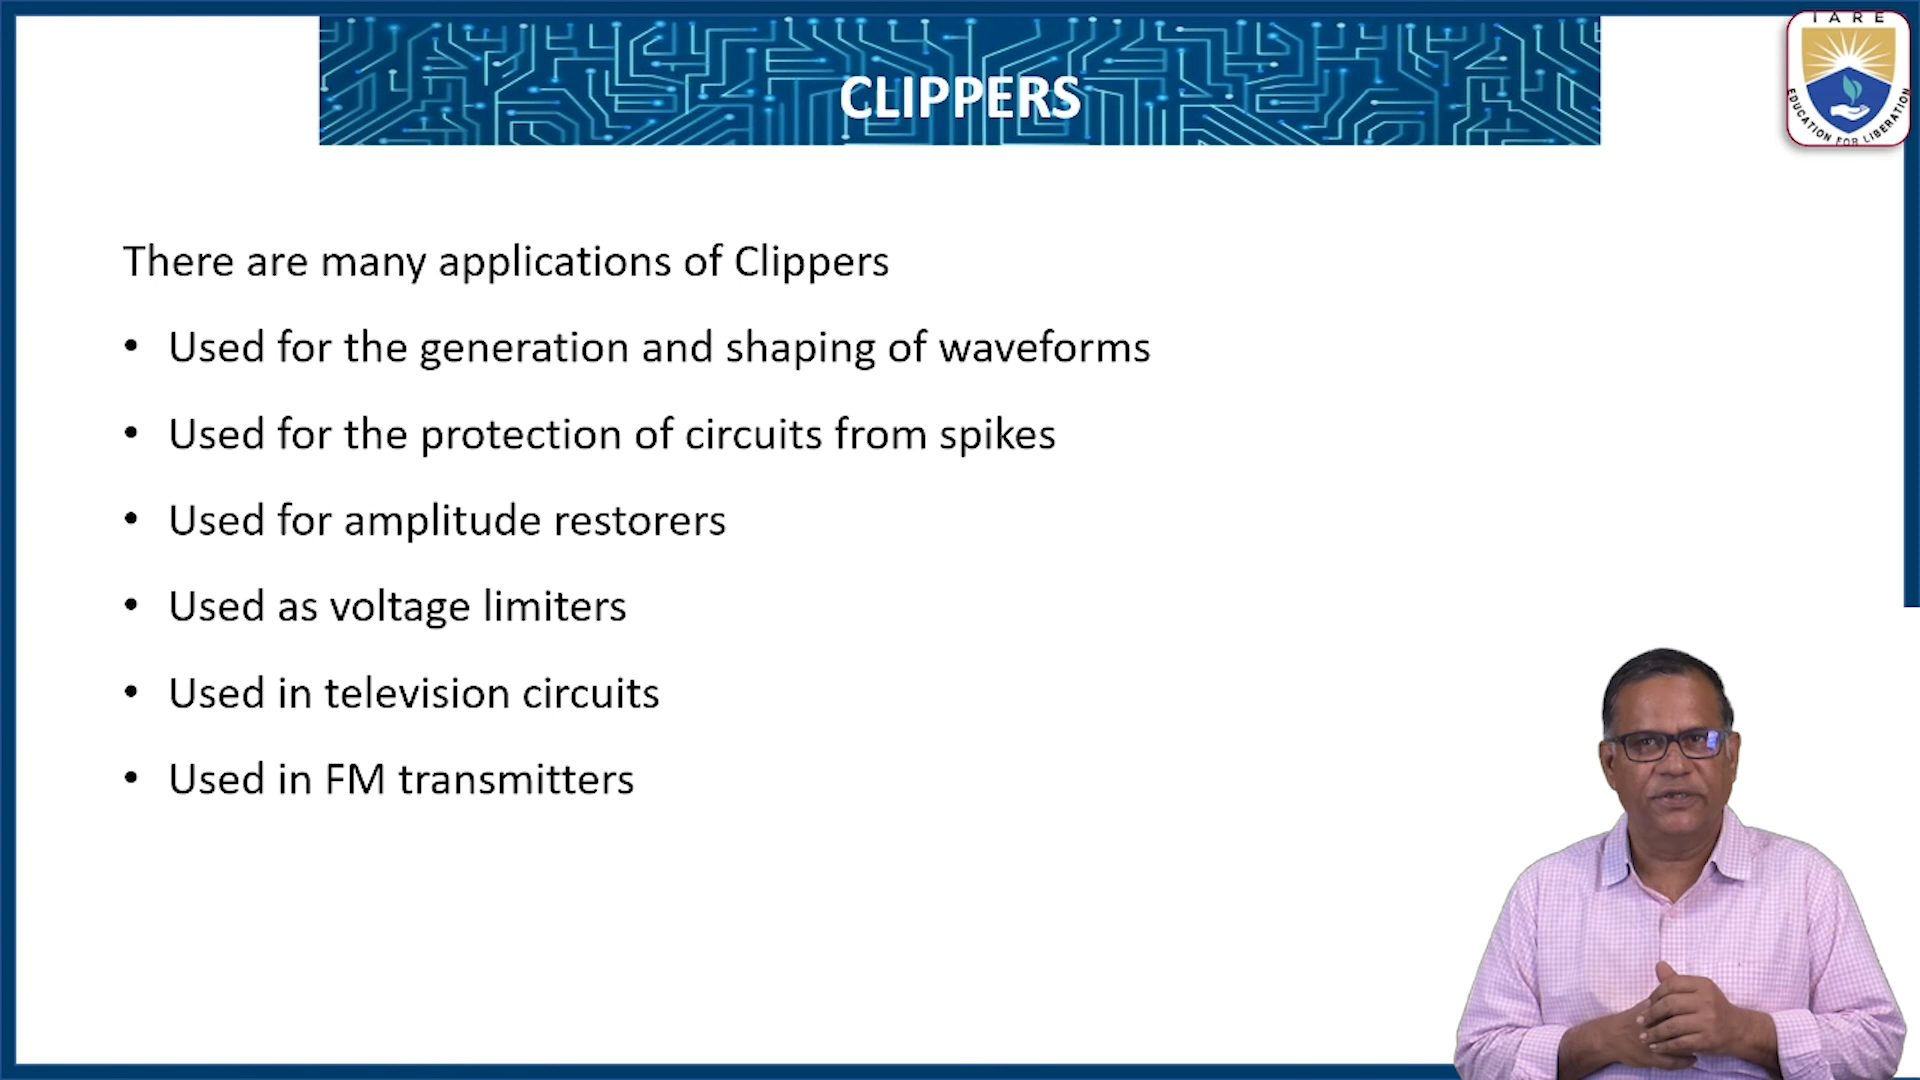 IARE
CLIPPERS
EDUCATION FOR LIBERATION
There are many applications of Clippers
• Used for the generation and shaping of waveforms
• Used for the protection of circuits from spikes
• Used for amplitude restorers
• Used as voltage limiters
• Used in television circuits
• Used in FM transmitters